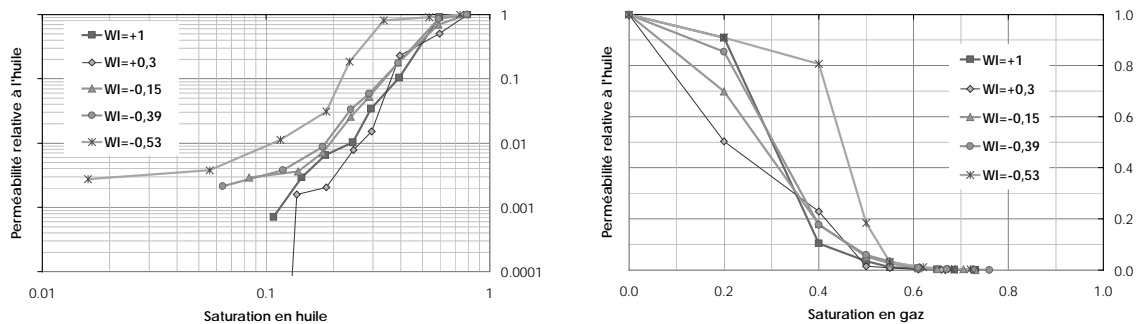 Perméabilité relative à l'huile
WI=+1
WI=+0,3
WI=-0,15
WI=-0,39
WI=-0,53
1
0.1
0.01
0.001
0.0001
0.01
0.1
1
Saturation en huile
Perméabilité relative à l'huile
WI=+1
WI=+0,3
WI=-0,15
WI=-0,39
WI=-0,53
1.0
0.8
0.6
0.4
0.2
0.0
0.0
0.2
0.4
0.6
0.8
1.0
Saturation en gaz